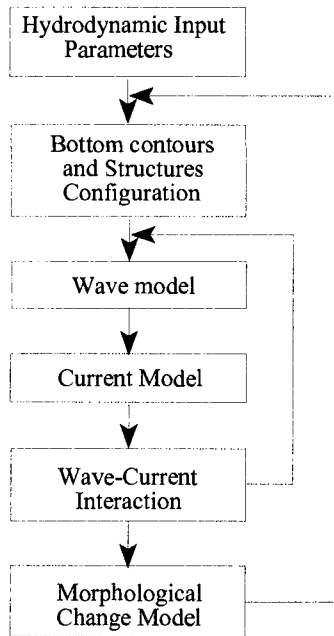 Hydrodynamic Input
Parameters
Bottom contours
and Structures
Configuration
Wave model
Current Model
Wave-Current
Interaction
Morphological
Change Model